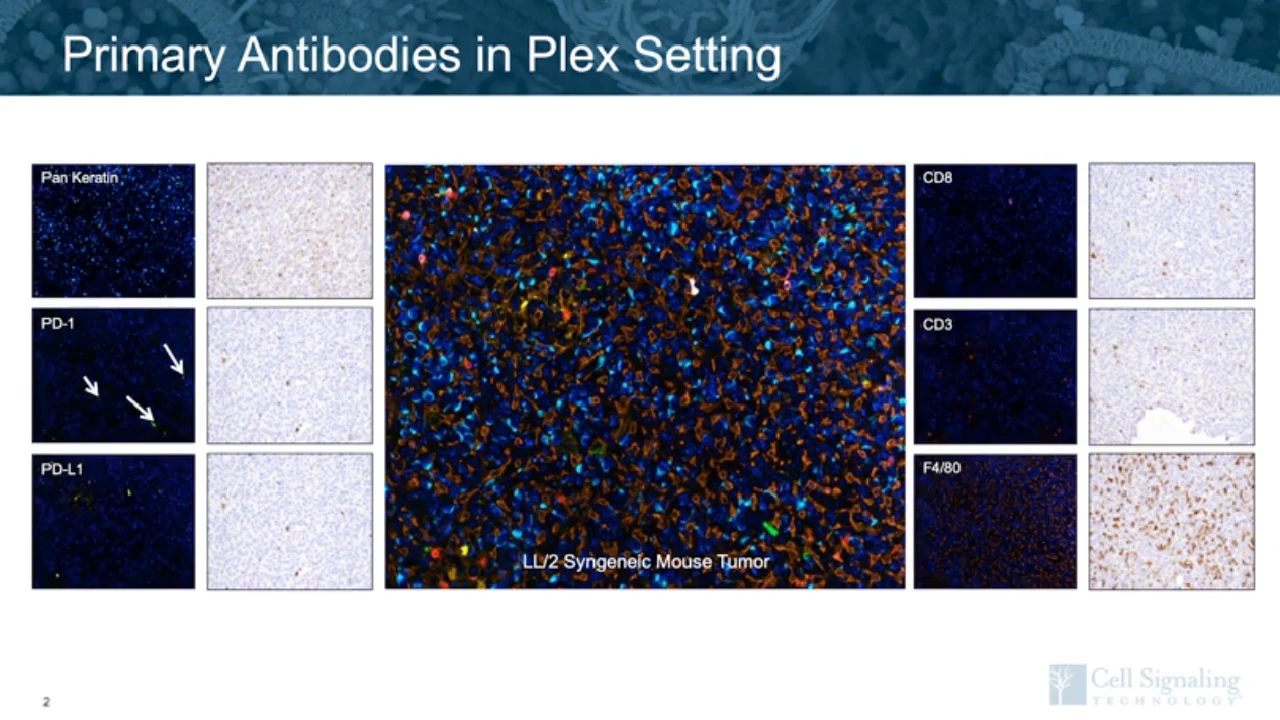 Primary Antibodies in Plex Setting
Pan Keratin
PD-1
PD-L1
LL/2 Syngeneic Mouse Tumor
CD8
CD3
F4/80
2
Cell Signaling
TECHNOLOGY